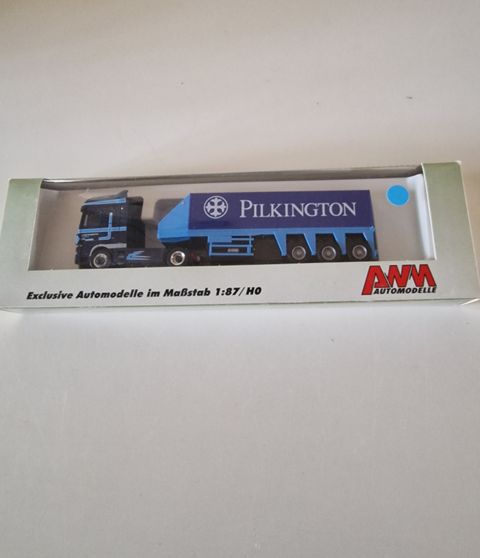 PILKINGTON
Exclusive Automodelle im Maßstab 1:87/H0
AWM
AUTOMODELLE